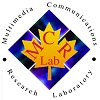 Multimedia Communications
MCR
Lab
Research Laboratory